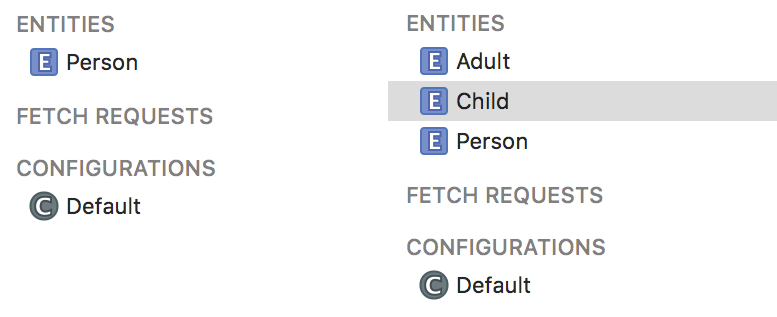 ENTITIES
E Person
FETCH REQUESTS
CONFIGURATIONS
C Default
ENTITIES
E Adult
E Child
E Person
FETCH REQUESTS
CONFIGURATIONS
C Default